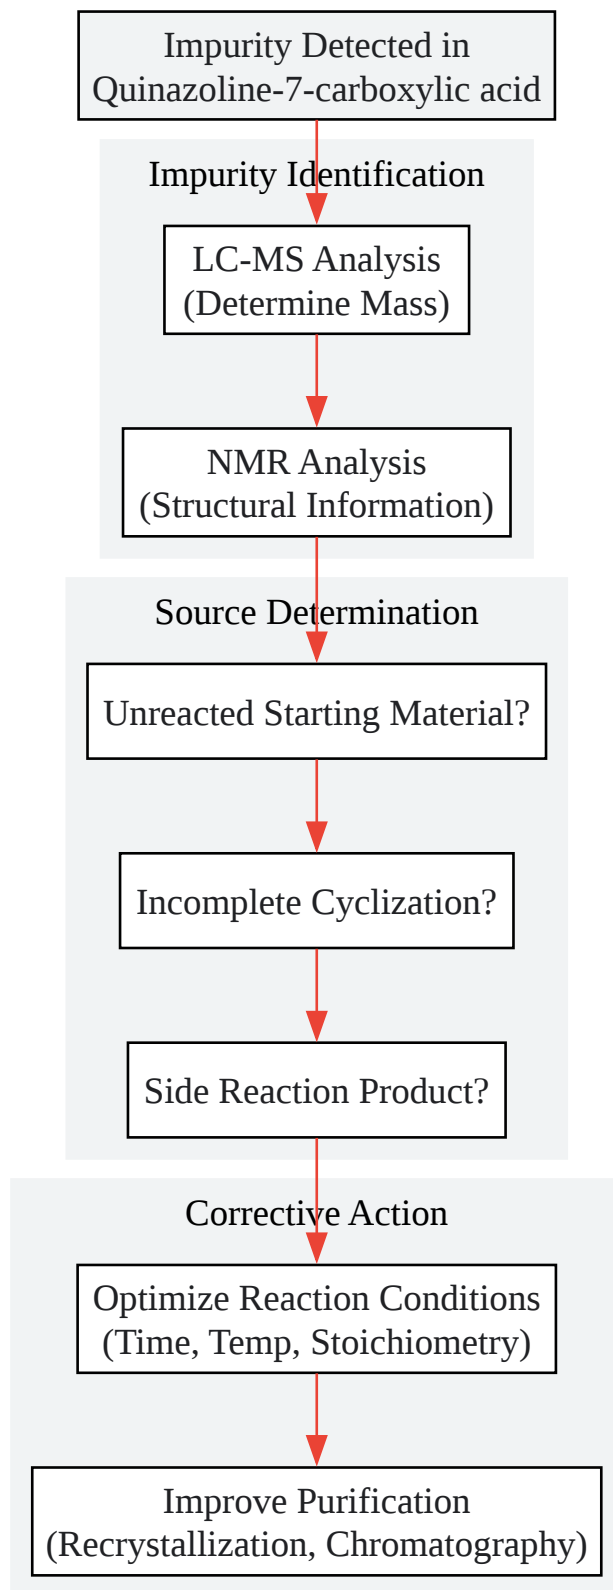 Impurity Detected in
Quinazoline-7-carboxylic acid
Impurity Identification
LC-MS Analysis
(Determine Mass)
NMR Analysis
(Structural Information)
Source Determination
Unreacted Starting Material?
Incomplete Cyclization?
Side Reaction Product?
Corrective Action
Optimize Reaction Conditions
(Time, Temp, Stoichiometry)
Improve Purification
(Recrystallization, Chromatography)